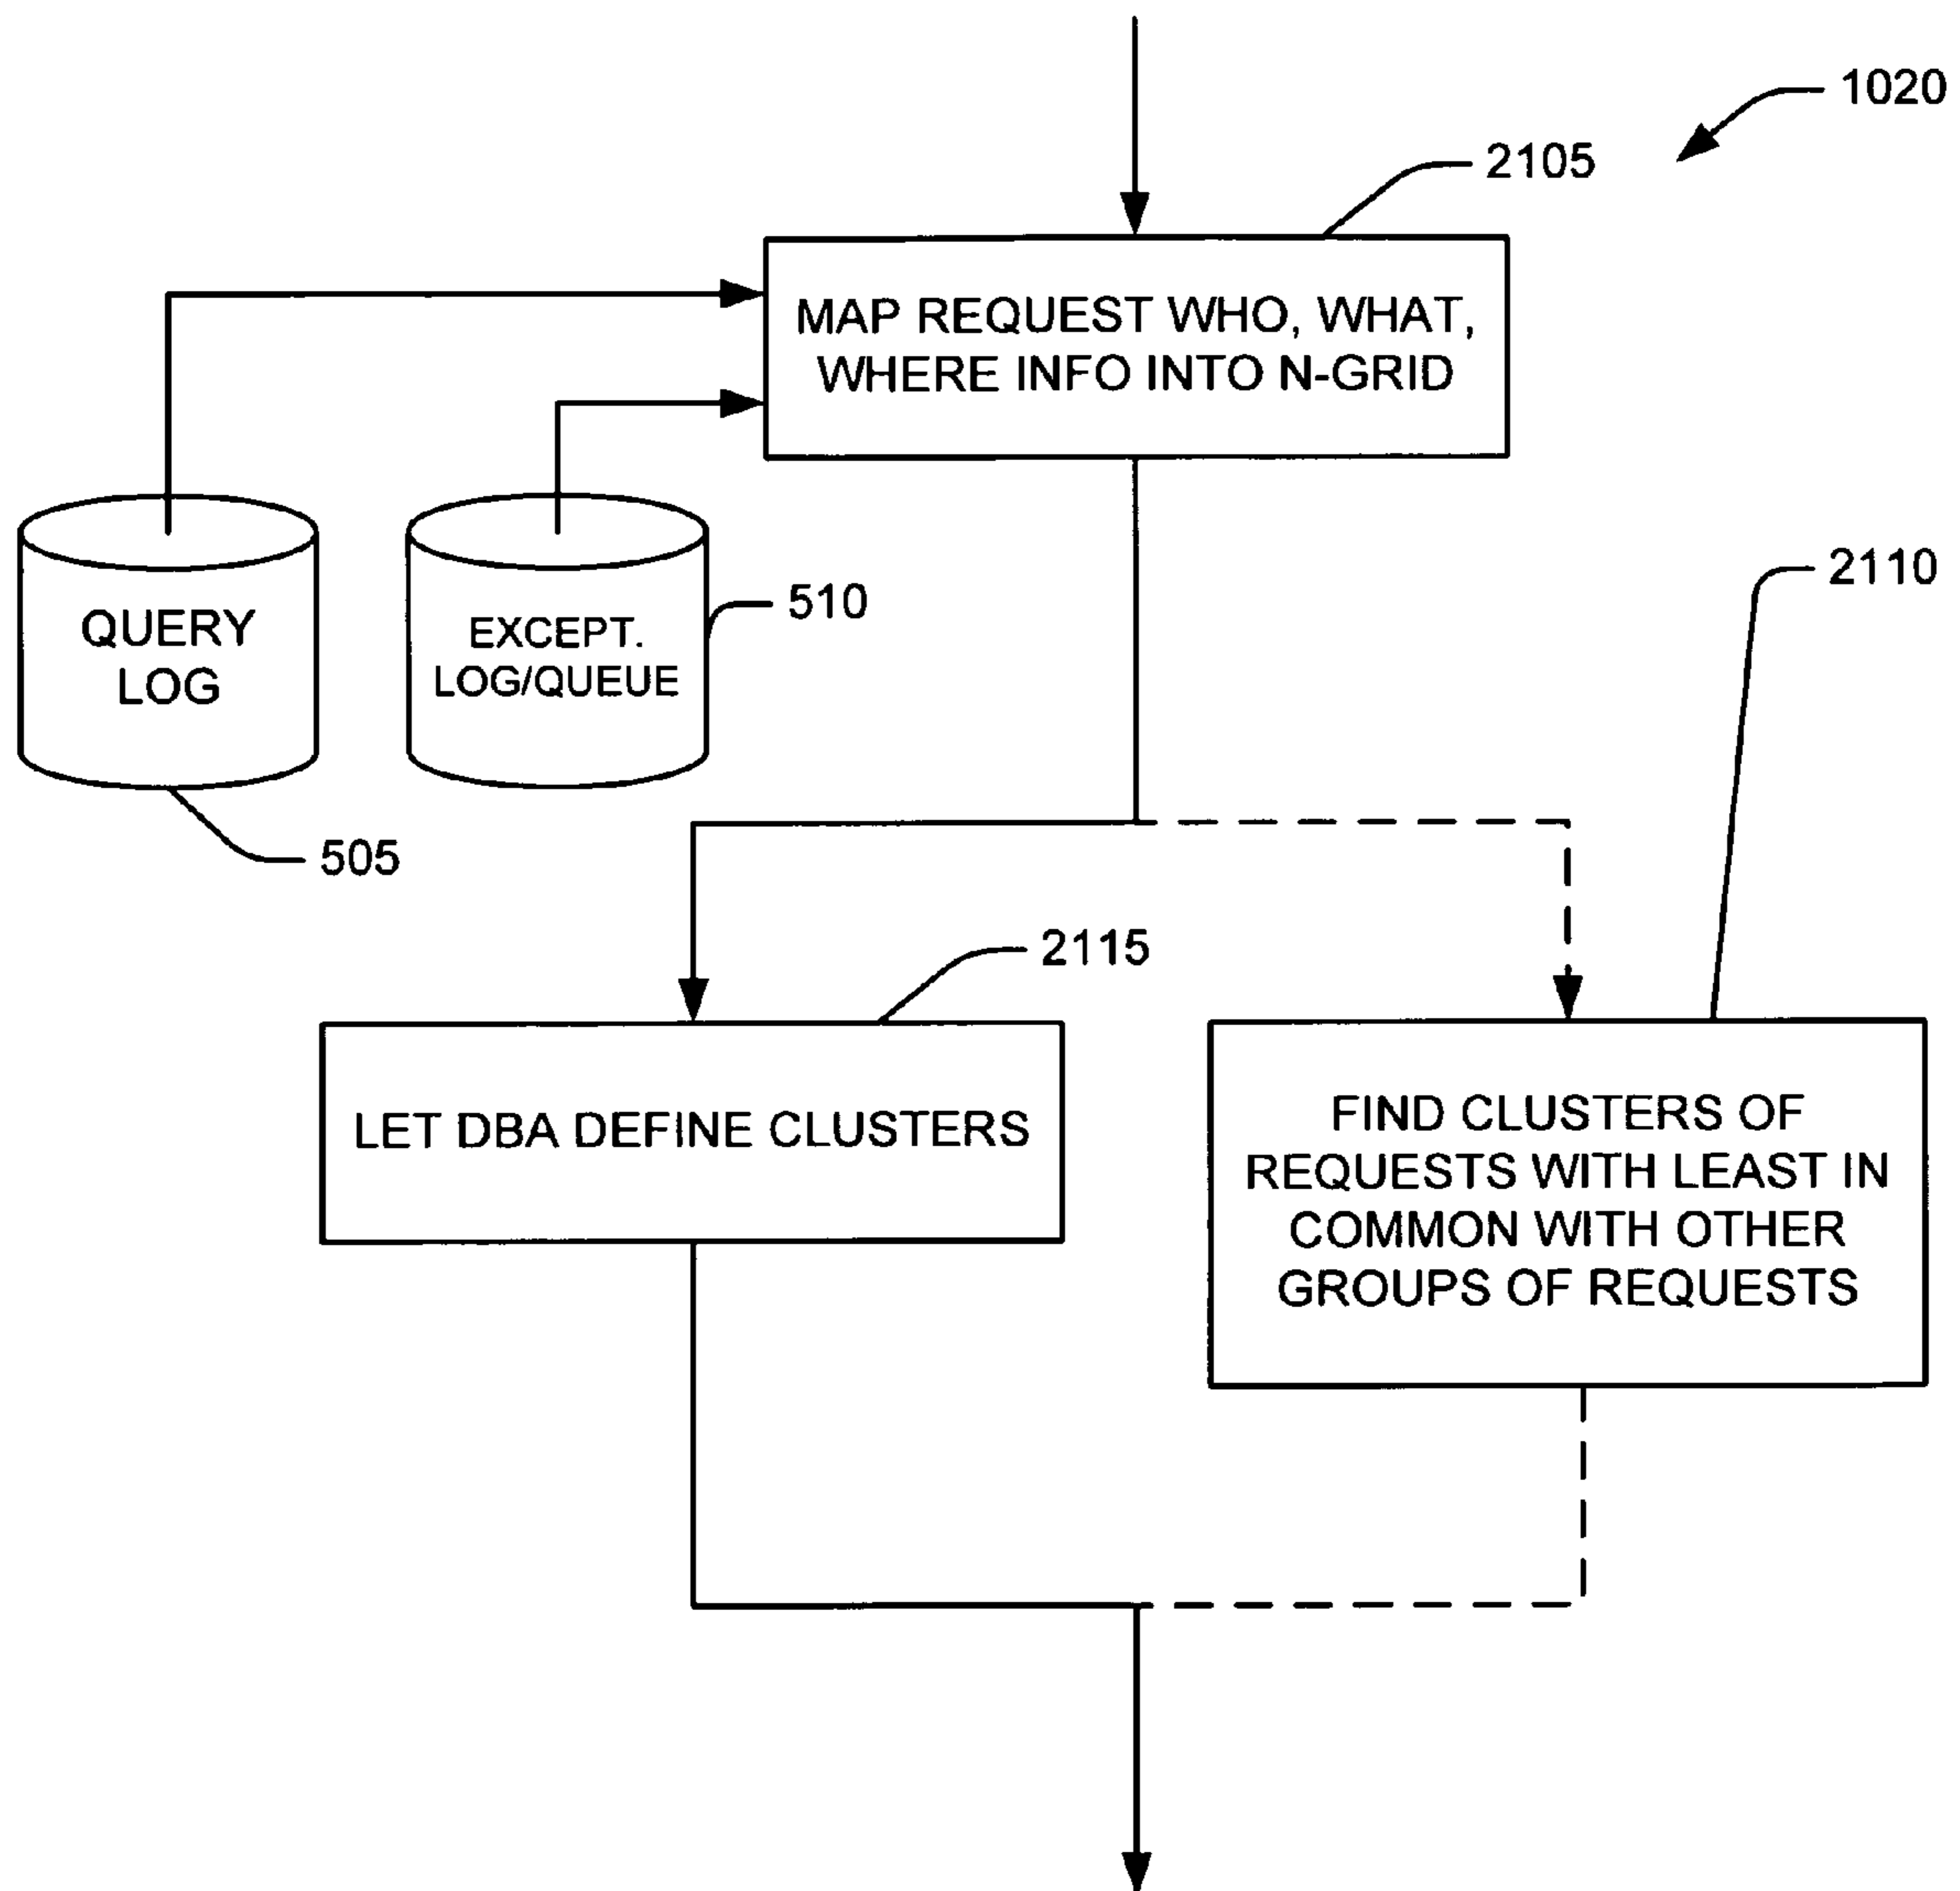 1020
2105
MAP REQUEST WHO, WHAT,
WHERE INFO INTO N-GRID
QUERY
LOG
EXCEPT.
LOG/QUEUE
510
2110
505
2115
LET DBA DEFINE CLUSTERS
FIND CLUSTERS OF
REQUESTS WITH LEAST IN
COMMON WITH OTHER
GROUPS OF REQUESTS